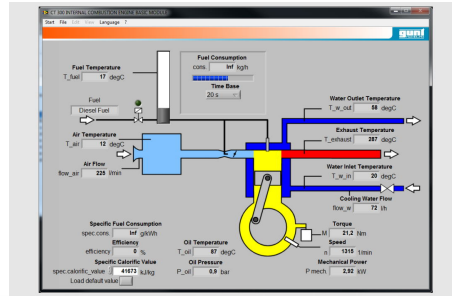 CT 300 INTERNAL COMBUSTION ENGINE BASIC MODULE
Start File Edit View Language ?
gunt
Fuel Consumption
cons. Inf kg/h
Time Base
20 s
Fuel Temperature
T_fuel 17 degC
Fuel
Diesel Fuel
Air Temperature
T_air 12 degC
Air Flow
flow_air 225 l/min
Water Outlet Temperature
T_w_out 58 degC
Exhaust Temperature
T_exhaust 287 degC
Water Inlet Temperature
T_w_in 20 degC
Cooling Water Flow
flow_w 72 l/h
Specific Fuel Consumption
spec.cons. Inf g/kWh
Efficiency
efficiency 0 %
Specific Calorific Value
spec.calorific_value 41673 kJ/kg
Load default value
Oil Temperature
T_oil 87 degC
Oil Pressure
P_oil 0,9 bar
Torque
M 21,2 Nm
Speed
n 1315 1/min
Mechanical Power
P mech. 2,92 kW